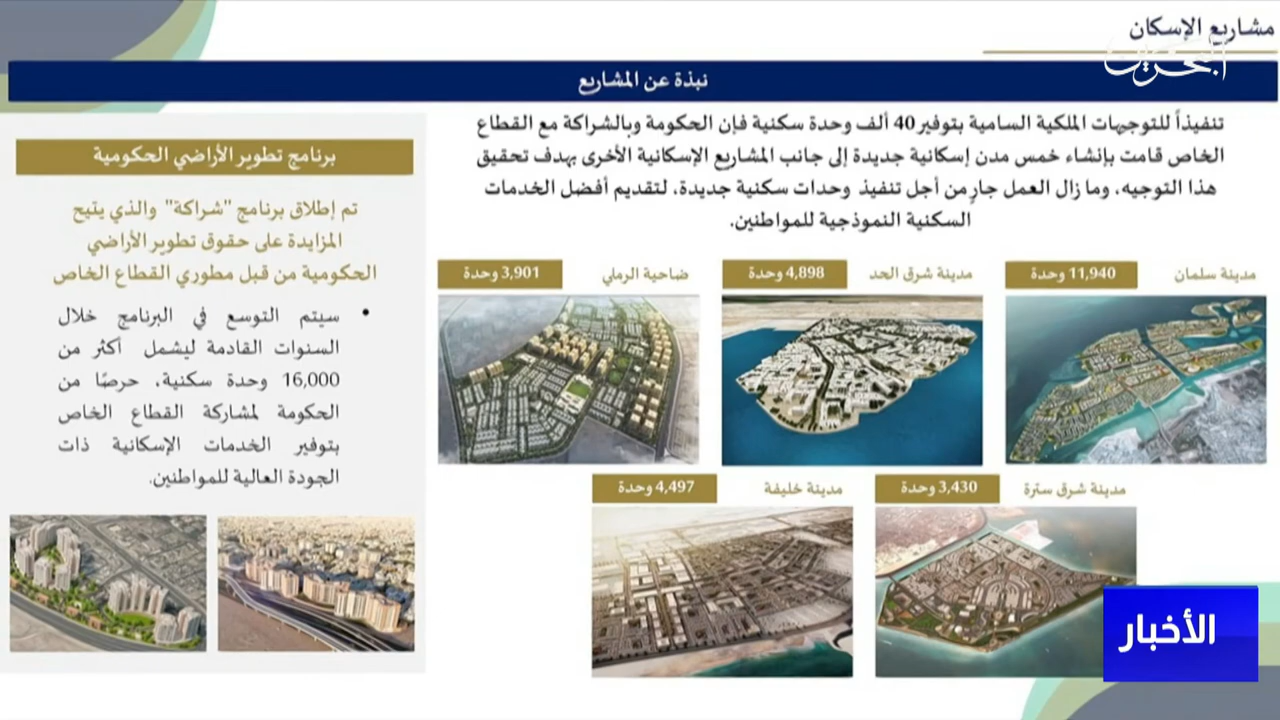 مشاريع الإسكان
البحرين
نبذة عن المشاريع
تنفيذاً للتوجيهات الملكية السامية بتوفير 40 ألف وحدة سكنية فإن الحكومة وبالشراكة مع القطاع
الخاص قامت بإنشاء خمس مدن إسكانية جديدة إلى جانب المشاريع الإسكانية الأخرى بهدف تحقيق
هذا التوجيه، وما زال العمل جارٍ من أجل تنفيذ وحدات سكنية جديدة، لتقديم أفضل الخدمات
السكنية النموذجية للمواطنين.
مدينة سلمان 11,940 وحدة
مدينة شرق الحد 4,898 وحدة
ضاحية الرملي 3,901 وحدة
مدينة شرق سترة 3,430 وحدة
مدينة خليفة 4,497 وحدة
برنامج تطوير الأراضي الحكومية
تم إطلاق برنامج "شراكة" والذي يتيح
المزايدة على حقوق تطوير الأراضي
الحكومية من قبل مطوري القطاع الخاص
• سيتم التوسع في البرنامج خلال
السنوات القادمة ليشمل أكثر من
16,000 وحدة سكنية، حرصًا من
الحكومة لمشاركة القطاع الخاص
بتوفير الخدمات الإسكانية ذات
الجودة العالية للمواطنين.
الأخبار